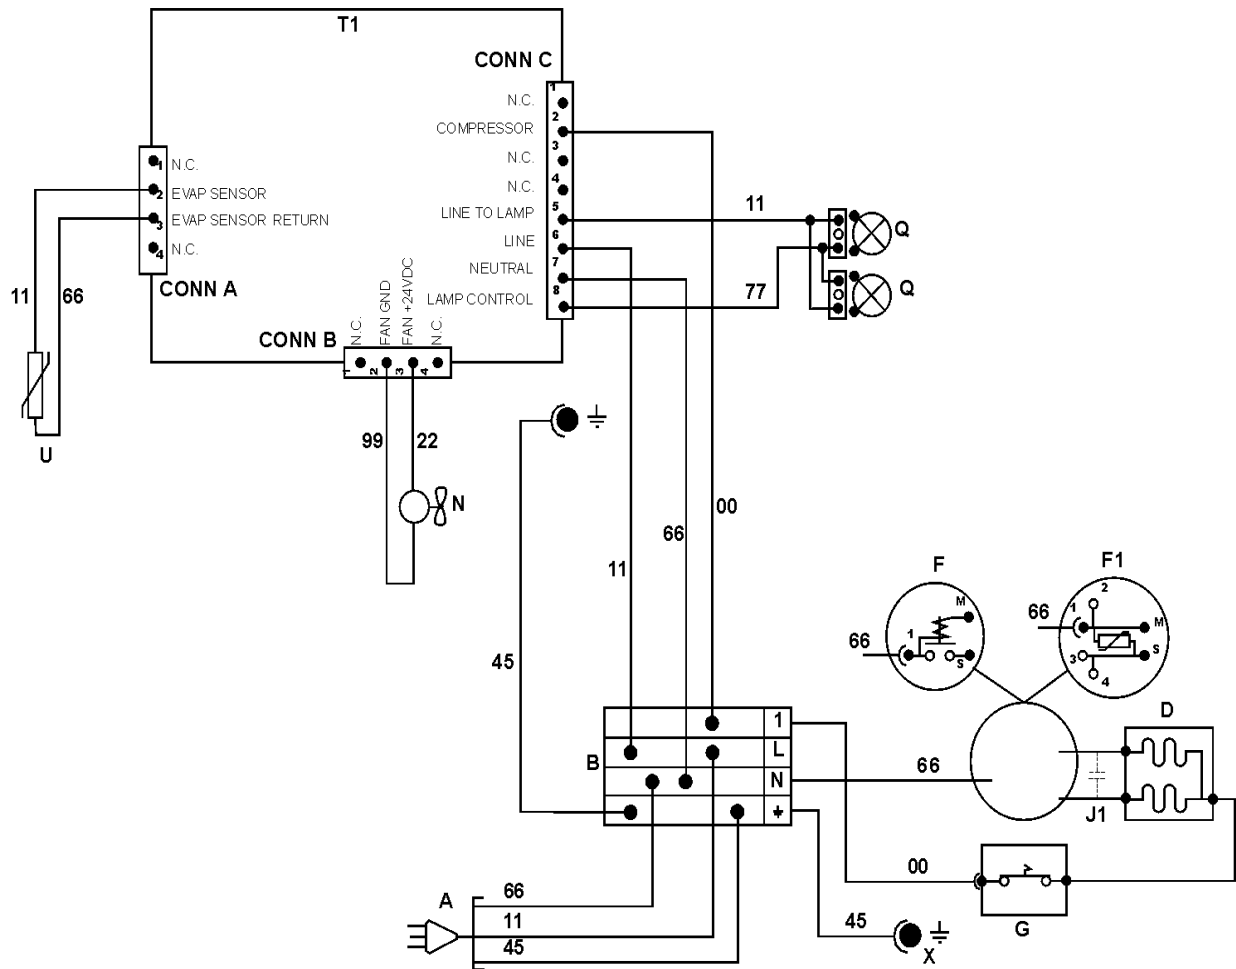 T1
CONN C
1
N.C.
2
COMPRESSOR
3
N.C.
4
N.C.
5
LINE TO LAMP
11
Q
6
LINE
7
NEUTRAL
8
LAMP CONTROL
77
Q
1 N.C.
2 EVAP SENSOR
3 EVAP SENSOR RETURN
4 N.C.
CONN A
11
66
U
CONN B
N.C.
FAN GND
FAN +24VDC
N.C.
1
2
3
4
99
22
N
00
66
11
45
F
M
1
S
66
F1
2
1
M
3
S
4
66
B
1
L
N
66
D
J1
00
G
45
X
A
66
11
45